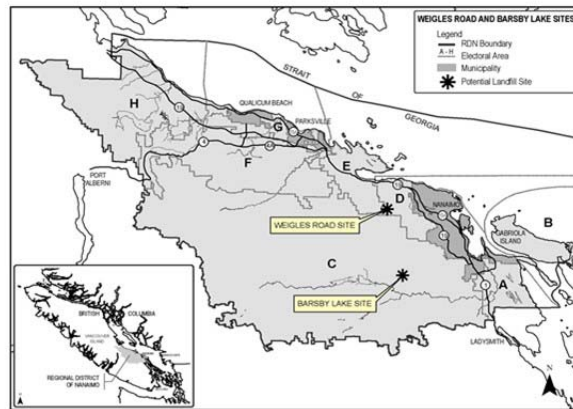 WEIGLES ROAD AND BARSBY LAKE SITES
Legend
RDN Boundary
A - H
Electoral Area
Municipality
Potential Landfill Site
STRAIT
OF
GEORGIA
H
QUALICUM BEACH
G
PARKSVILLE
F
E
PORT
ALBERNI
D
NANAIMO
B
GABRIOLA
ISLAND
WEIGLES ROAD SITE
C
A
BARSBY LAKE SITE
LADYSMITH
BRITISH COLUMBIA
VANCOUVER
ISLAND
REGIONAL DISTRICT
OF NANAIMO
N